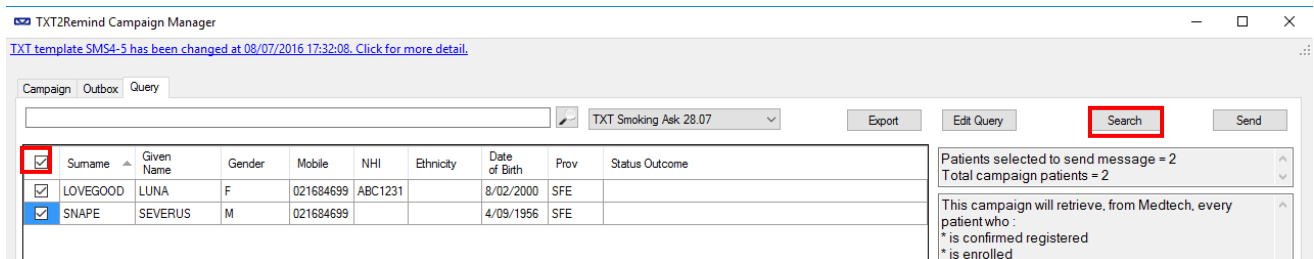 TXT2Remind Campaign Manager
TXT template SMS4-5 has been changed at 08/07/2016 17:32:08. Click for more detail.
Campaign Outbox Query
TXT Smoking Ask 28.07 Export Edit Query Search Send
Surname Given Name Gender Mobile NHI Ethnicity Date of Birth Prov Status Outcome
LOVEGOOD LUNA F 021684699 ABC1231 8/02/2000 SFE
SNAPE SEVERUS M 021684699 4/09/1956 SFE
Patients selected to send message = 2
Total campaign patients = 2
This campaign will retrieve, from Medtech, every
patient who :
* is confirmed registered
* is enrolled